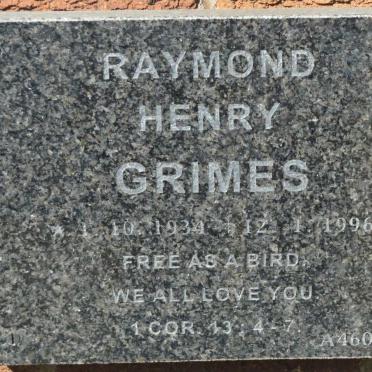 RAYMOND
HENRY
GRIMES
* 1. 10. 1934 † 12. 1. 1996
FREE AS A BIRD.
WE ALL LOVE YOU
1 COR. 13 : 4 - 7.
1 A460